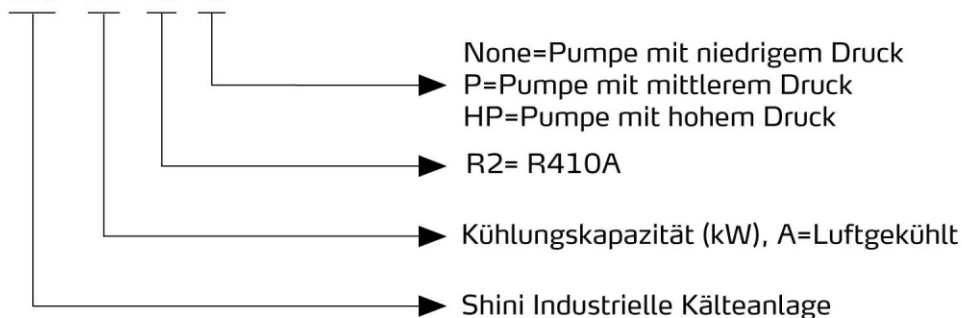 None=Pumpe mit niedrigem Druck
P=Pumpe mit mittlerem Druck
HP=Pumpe mit hohem Druck
R2= R410A
Kühlungskapazität (kW), A=Luftgekühlt
Shini Industrielle Kälteanlage